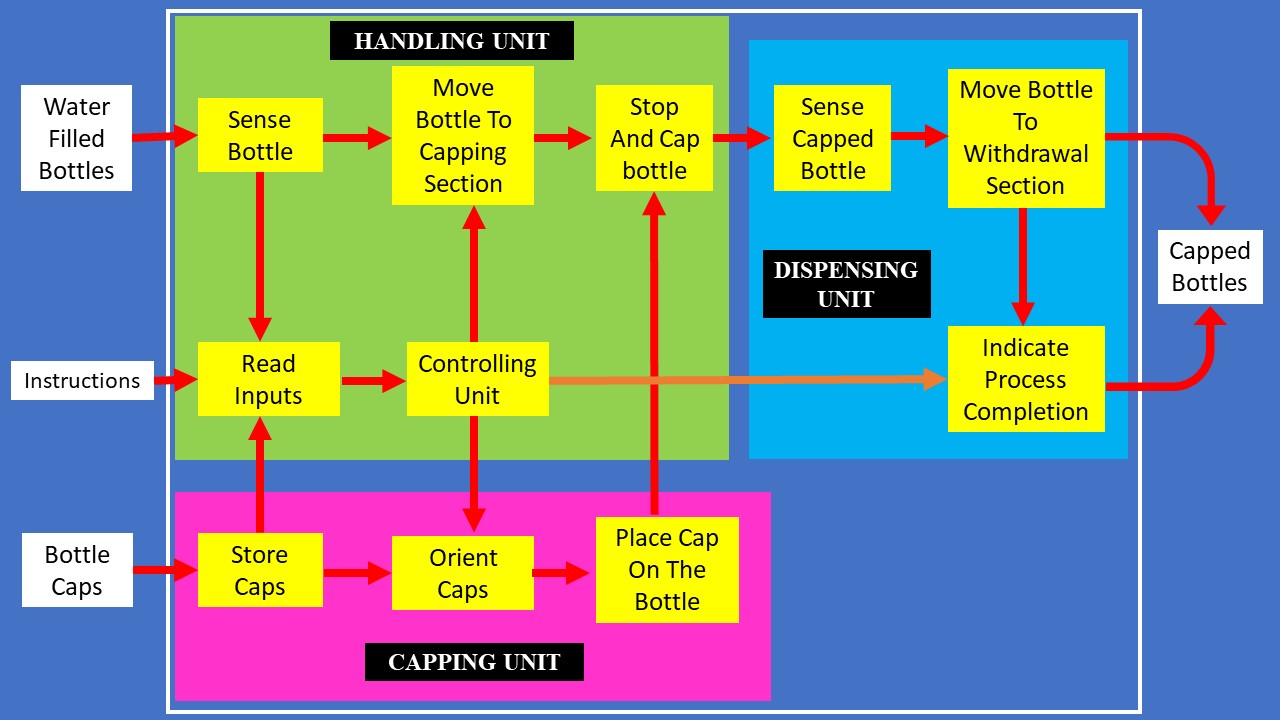 HANDLING UNIT
Water
Filled
Bottles
Sense
Bottle
Move
Bottle To
Capping
Section
Stop
And Cap
bottle
Sense
Capped
Bottle
Move Bottle
To
Withdrawal
Section
DISPENSING
UNIT
Capped
Bottles
Instructions
Read
Inputs
Controlling
Unit
Indicate
Process
Completion
Bottle
Caps
Store
Caps
Orient
Caps
Place Cap
On The
Bottle
CAPPING UNIT